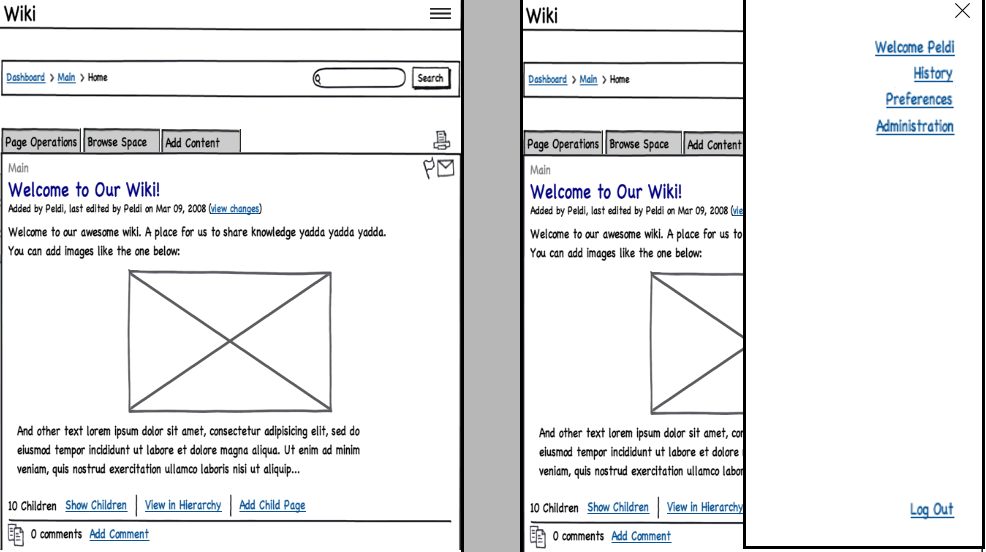 Wiki
Dashboard > Main > Home
Search
Page Operations
Browse Space
Add Content
Main
Welcome to Our Wiki!
Added by Peldi, last edited by Peldi on Mar 09, 2008 (view changes)
Welcome to our awesome wiki. A place for us to share knowledge yadda yadda yadda.
You can add images like the one below:
And other text lorem ipsum dolor sit amet, consectetur adipisicing elit, sed do
eiusmod tempor incididunt ut labore et dolore magna aliqua. Ut enim ad minim
veniam, quis nostrud exercitation ullamco laboris nisi ut aliquip...
10 Children Show Children View in Hierarchy Add Child Page
0 comments Add Comment
Wiki
Dashboard > Main > Home
Page Operations
Browse Space
Add Content
Main
Welcome to Our Wiki!
Added by Peldi, last edited by Peldi on Mar 09, 2008 (vie
Welcome to our awesome wiki. A place for us to
You can add images like the one below:
And other text lorem ipsum dolor sit amet, con
eiusmod tempor incididunt ut labore et dolore
veniam, quis nostrud exercitation ullamco labor
10 Children Show Children View in Hierarchy
0 comments Add Comment
Welcome Peldi
History
Preferences
Administration
Log Out